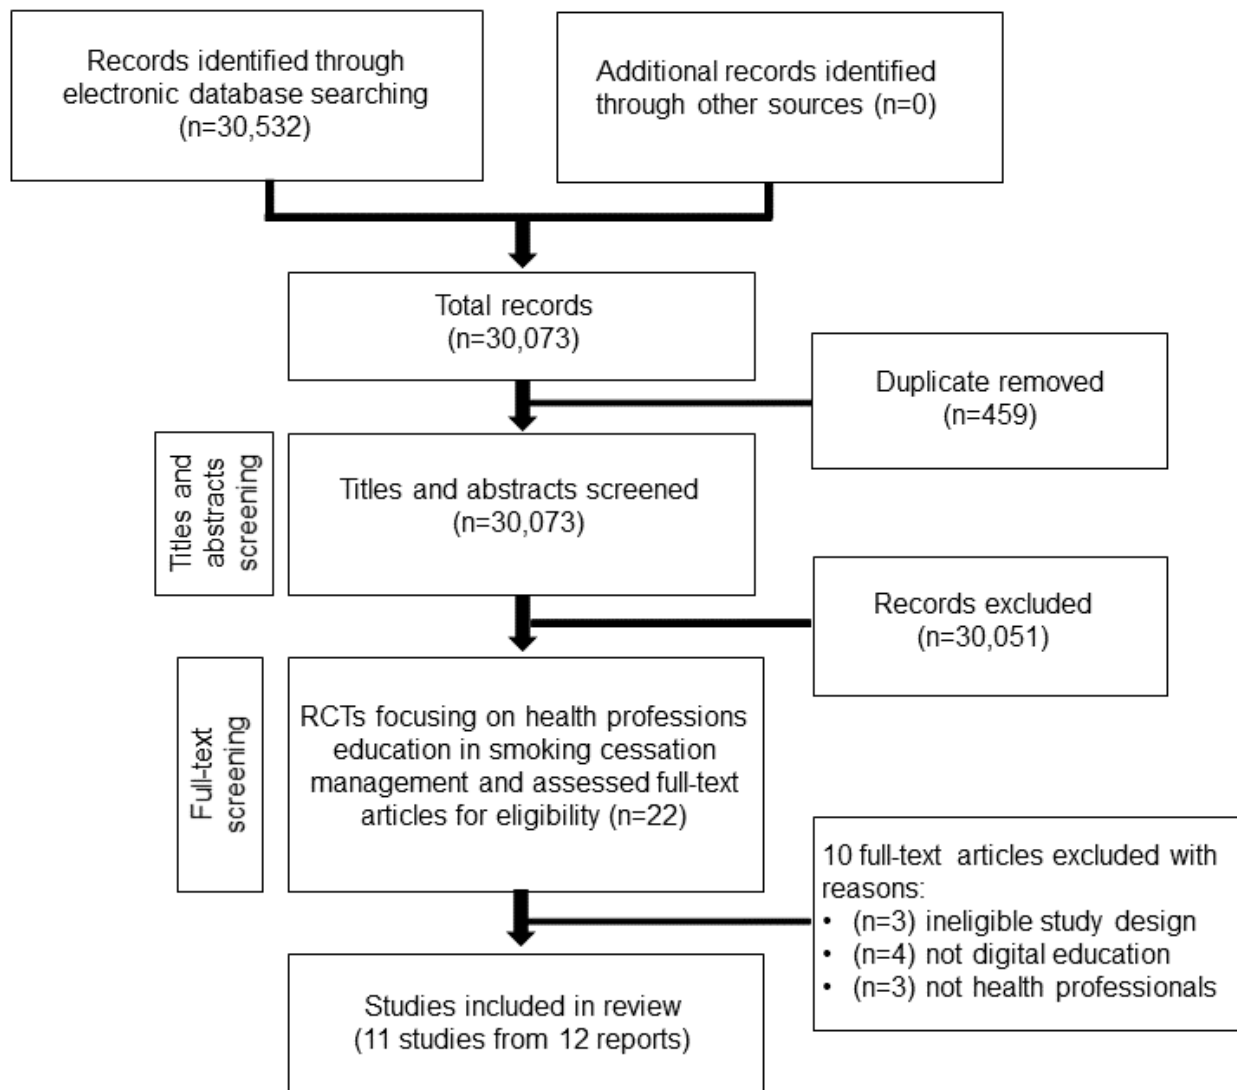 Records identified through
electronic database searching
(n=30,532)
Additional records identified
through other sources (n=0)
Total records
(n=30,073)
Duplicate removed
(n=459)
Titles and
abstracts
screening
Titles and abstracts screened
(n=30,073)
Records excluded
(n=30,051)
Full-text
screening
RCTs focusing on health professions
education in smoking cessation
management and assessed full-text
articles for eligibility (n=22)
10 full-text articles excluded with
reasons:
• (n=3) ineligible study design
• (n=4) not digital education
• (n=3) not health professionals
Studies included in review
(11 studies from 12 reports)